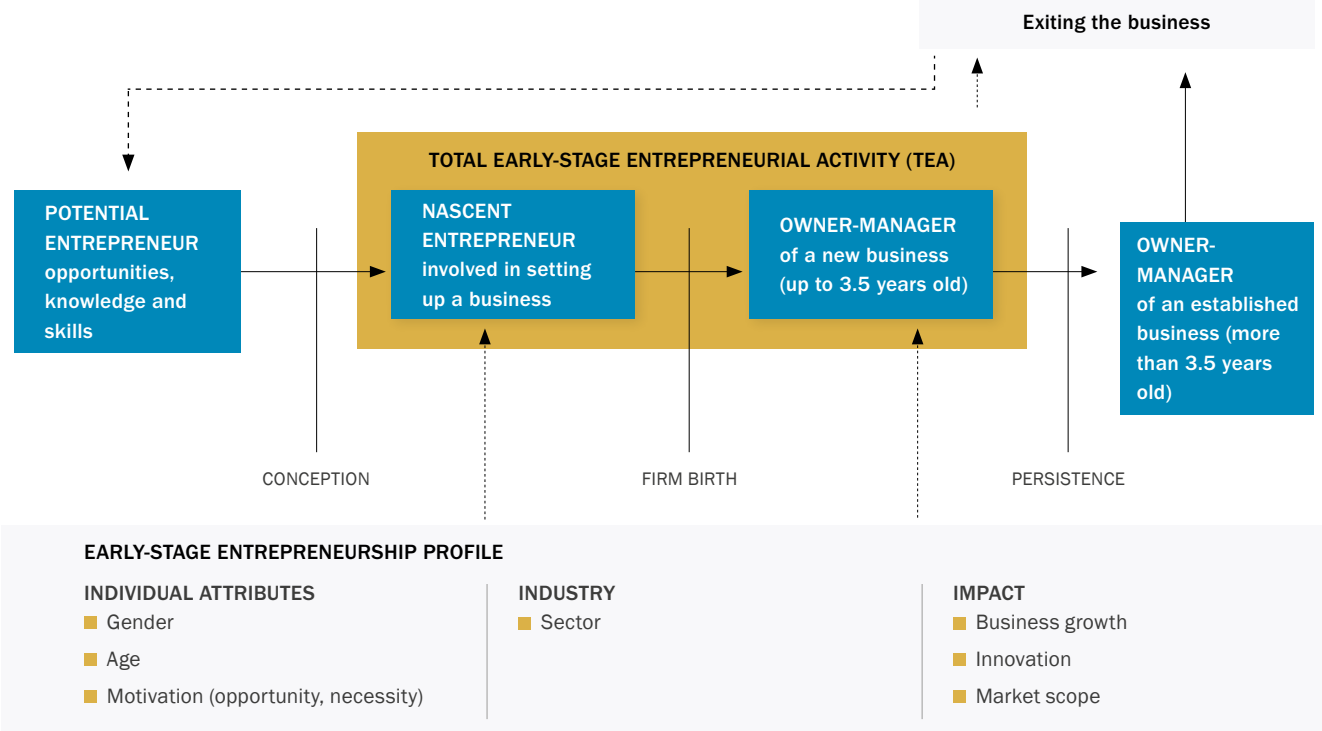 Exiting the business
TOTAL EARLY-STAGE ENTREPRENEURIAL ACTIVITY (TEA)
POTENTIAL
ENTREPRENEUR
opportunities,
knowledge and
skills
NASCENT
ENTREPRENEUR
involved in setting
up a business
OWNER-MANAGER
of a new business
(up to 3.5 years old)
OWNER-
MANAGER
of an established
business (more
than 3.5 years
old)
CONCEPTION
FIRM BIRTH
PERSISTENCE
EARLY-STAGE ENTREPRENEURSHIP PROFILE
INDIVIDUAL ATTRIBUTES
Gender
Age
Motivation (opportunity, necessity)
INDUSTRY
Sector
IMPACT
Business growth
Innovation
Market scope